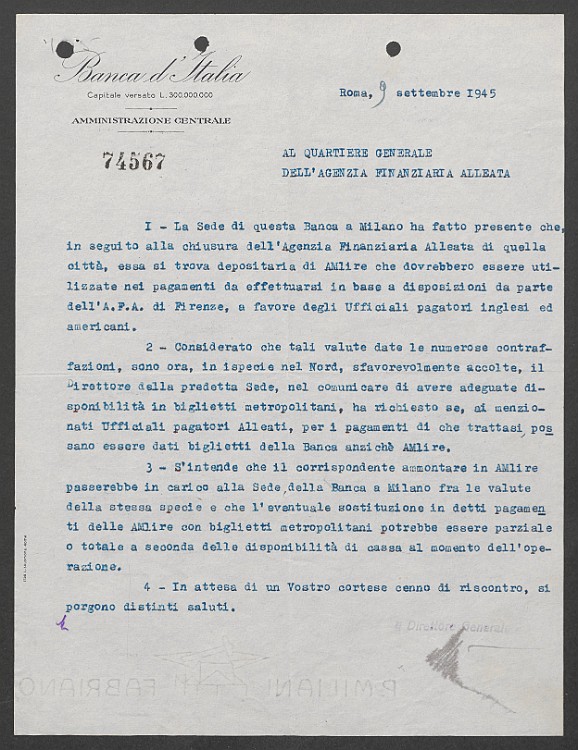 Banca d'Italia
Capitale versato L. 300.000.000
AMMINISTRAZIONE CENTRALE
74567
Roma, 9 settembre 1945
AL QUARTIERE GENERALE
DELL'AGENZIA FINANZIARIA ALLEATA
I - La Sede di questa Banca a Milano ha fatto presente che,
in seguito alla chiusura dell'Agenzia Finanziaria Alleata di quella
città, essa si trova depositaria di AMlire che dovrebbero essere uti-
lizzate nei pagamenti da effettuarsi in base a disposizioni da parte
dell'A.F.A. di Firenze, a favore degli Ufficiali pagatori inglesi ed
americani.
2 - Considerato che tali valute date le numerose contraf-
fazioni, sono ora, in ispecie nel Nord, sfavorevolmente accolte, il
Direttore della predetta Sede, nel comunicare di avere adeguate di-
sponibilità in biglietti metropolitani, ha richiesto se, ai menzio-
nati Ufficiali pagatori Alleati, per i pagamenti di che trattasi pos
sano essere dati biglietti della Banca anzichè AMlire.
3 - S'intende che il corrispondente ammontare in AMlire
passerebbe in carico alla Sede della Banca a Milano fra le valute
della stessa specie e che l'eventuale sostituzione in detti pagamen
ti delle AMlire con biglietti metropolitani potrebbe essere parziale
o totale a seconda delle disponibilità di cassa al momento dell'ope-
razione.
4 - In attesa di un Vostro cortese cenno di riscontro, si
porgono distinti saluti.
Il Direttore Generale
P. MILIANI FABRIANO